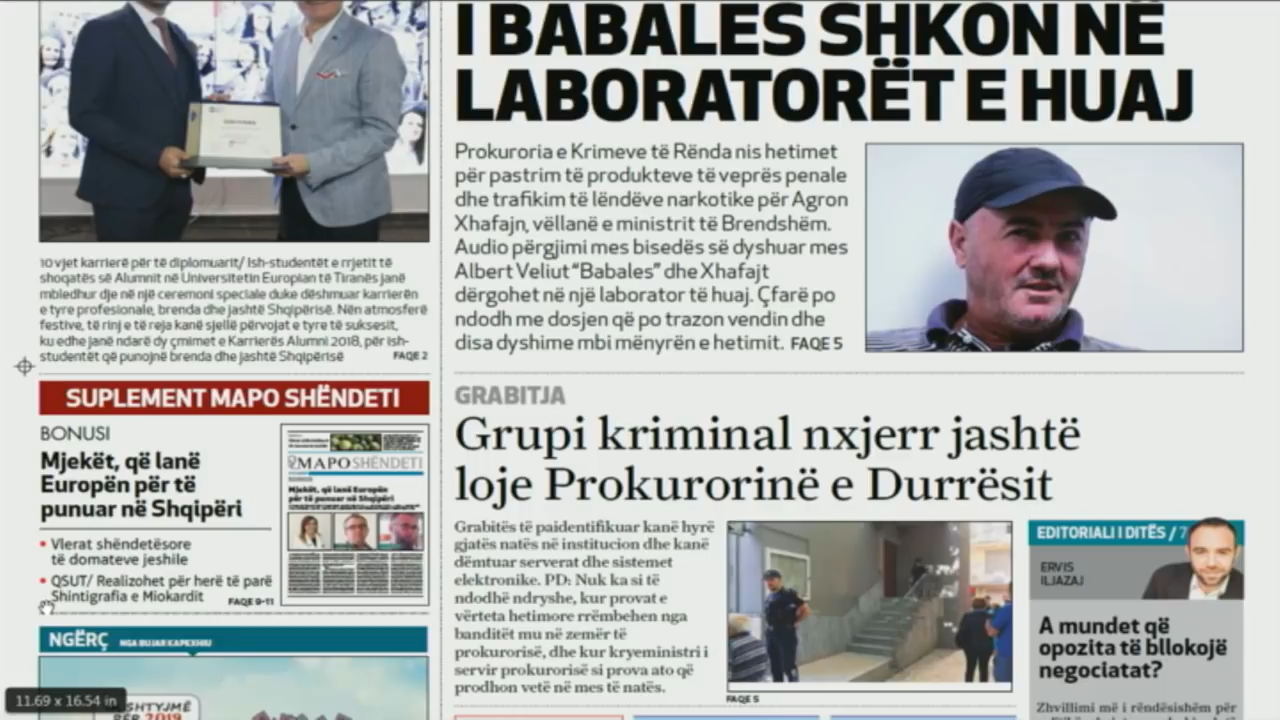 10 vjet karrierë për të diplomuarit/ Ish-studentët e rrjetit të
shoqatës së Alumnit në Universitetin Europian të Tiranës janë
mbledhur dje në një ceremoni speciale duke dëshmuar karrierën
e tyre profesionale, brenda dhe jashtë Shqipërisë. Nën atmosferë
festive, të rinj e të reja kanë sjellë përvojat e tyre të suksesit,
ku edhe janë ndarë dy çmimet e Karrierës Alumni 2018, për ish-
studentët që punojnë brenda dhe jashtë Shqipërisë FAQE 2
SUPLEMENT MAPO SHËNDETI
BONUSI
Mjekët, që lanë
Europën për të
punuar në Shqipëri
• Vlerat shëndetësore
të domateve jeshile
• QSUT/ Realizohet për herë të parë
Shintigrafia e Miokardit FAQE 9-11
MAPO SHËNDETI
Mjekët, që lanë Europën
për të punuar në Shqipëri
NGËRÇ NGA BUJAR KAPEXHIU
SHTYJMË
PËR 2019
11.69 x 16.54 in
I BABALES SHKON NË
LABORATORËT E HUAJ
Prokuroria e Krimeve të Rënda nis hetimet
për pastrim të produkteve të veprës penale
dhe trafikim të lëndëve narkotike për Agron
Xhafajn, vëllanë e ministrit të Brendshëm.
Audio përgjimi mes bisedës së dyshuar mes
Albert Veliut “Babales” dhe Xhafajt
dërgohet në një laborator të huaj. Çfarë po
ndodh me dosjen që po trazon vendin dhe
disa dyshime mbi mënyrën e hetimit. FAQE 5
GRABITJA
Grupi kriminal nxjerr jashtë
loje Prokurorinë e Durrësit
Grabitës të paidentifikuar kanë hyrë
gjatës natës në institucion dhe kanë
dëmtuar serverat dhe sistemet
elektronike. PD: Nuk ka si të
ndodhë ndryshe, kur provat e
vërteta hetimore rrëmbehen nga
banditët mu në zemër të
prokurorisë, dhe kur kryeministri i
servir prokurorisë si prova ato që
prodhon vetë në mes të natës.
FAQE 5
EDITORIALI I DITËS / 7
ERVIS
ILJAZAJ
A mundet që
opozita të bllokojë
negociatat?
Zhvillimi më i rëndësishëm për